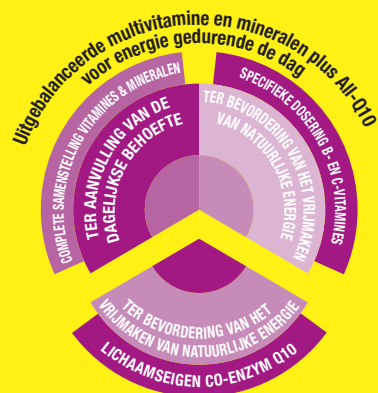 Uitgebalanceerde multivitamine en mineralen plus All-Q10
voor energie gedurende de dag
COMPLETE SAMENSTELLING VITAMINES & MINERALEN
TER AANVULLING VAN DE
DAGELIJKSE BEHOEFTE
SPECIFIEKE DOSERING B- EN C-VITAMINES
TER BEVORDERING VAN HET VRIJMAKEN
VAN NATUURLIJKE ENERGIE
TER BEVORDERING VAN HET
VRIJMAKEN VAN NATUURLIJKE ENERGIE
LICHAAMSEIGEN CO-ENZYM Q10